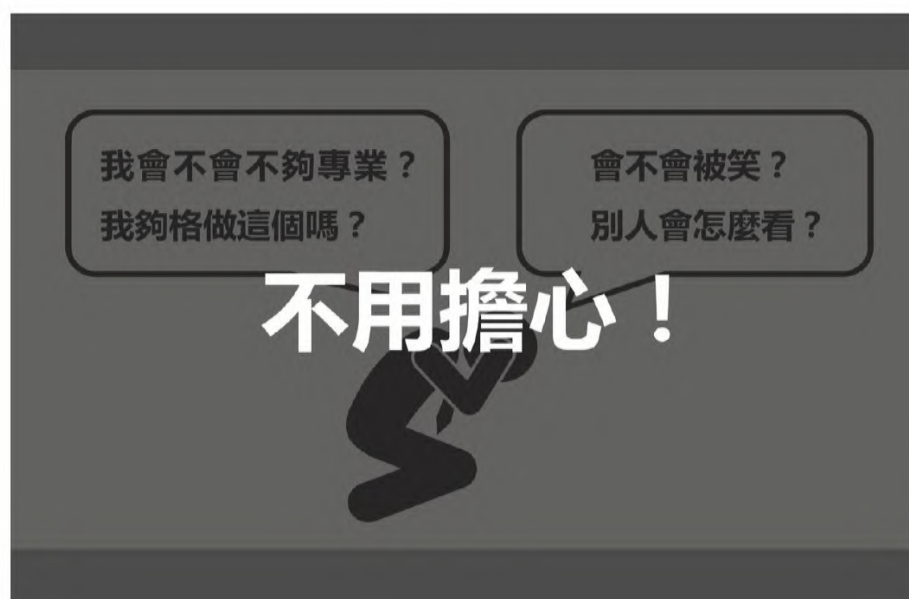 我會不會不夠專業？
我夠格做這個嗎？
會不會被笑？
別人會怎麼看？
不用擔心！